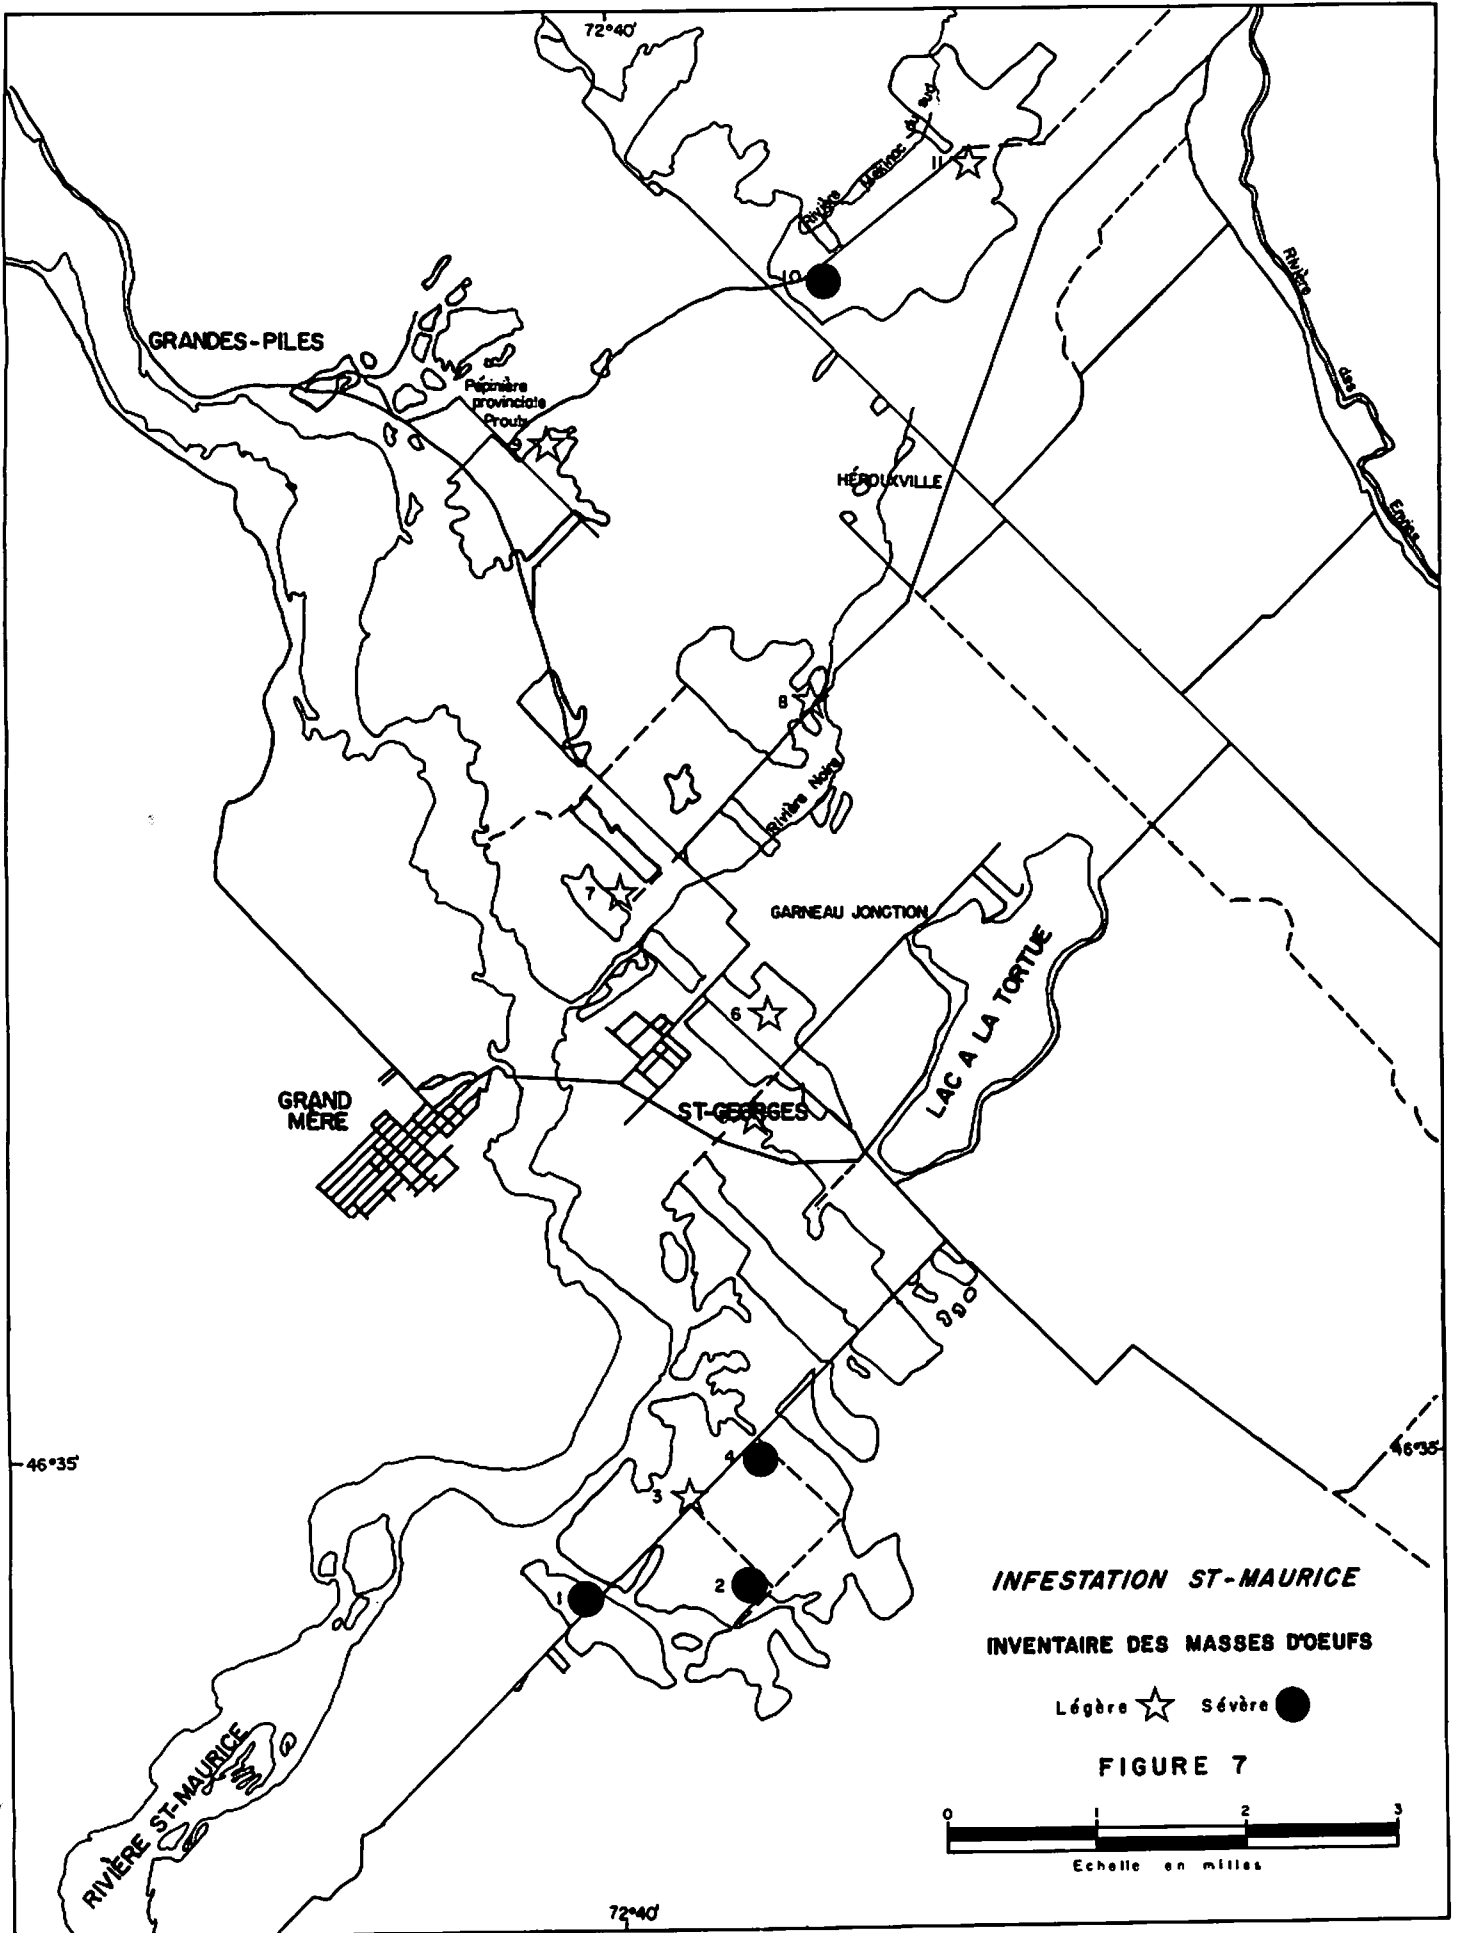 72°40'
Rivière Mékinac du Sud
11
10
Rivière
des
Envies
GRANDES-PILES
Pépinière
provinciale
Proulx
9
HÉROUXVILLE
8
Rivière Noire
7
GARNEAU JONCTION
LAC A LA TORTUE
6
GRAND
MÈRE
ST-GEORGES
46°35'
46°35'
4
3
2
1
INFESTATION ST-MAURICE
INVENTAIRE DES MASSES D'OEUFS
Légère Sévère
FIGURE 7
0 1 2 3
Echelle en milles
RIVIÈRE ST-MAURICE
72°40'